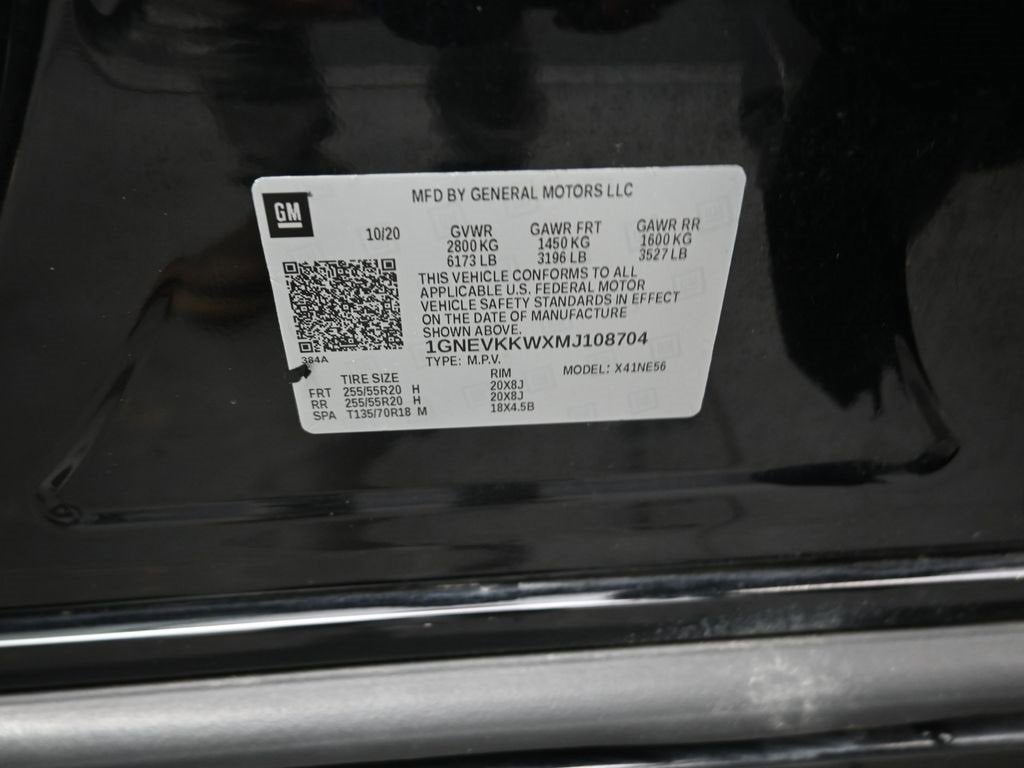 MFD BY GENERAL MOTORS LLC
GM
10/20
GVWR GAWR FRT GAWR RR
2800 KG 1450 KG 1600 KG
6173 LB 3196 LB 3527 LB
THIS VEHICLE CONFORMS TO ALL
APPLICABLE U.S. FEDERAL MOTOR
VEHICLE SAFETY STANDARDS IN EFFECT
ON THE DATE OF MANUFACTURE
SHOWN ABOVE.
1GNEVKKWXMJ108704
384A
TYPE: M.P.V. MODEL: X41NE56
TIRE SIZE RIM
FRT 255/55R20 H 20X8J
RR 255/55R20 H 20X8J
SPA T135/70R18 M 18X4.5B